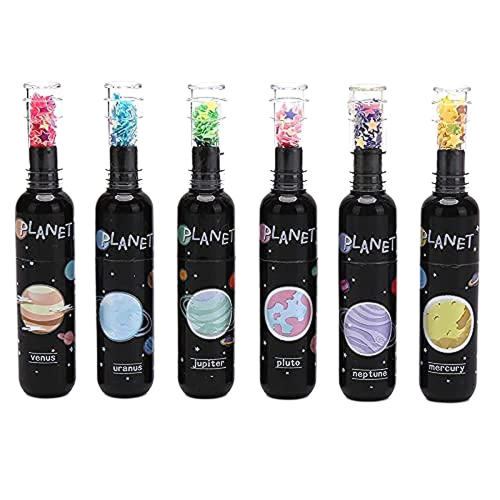 PLANET
venus
PLANET
uranus
PLANET
jupiter
PLANET
pluto
PLANET
neptune
PLANET
mercury